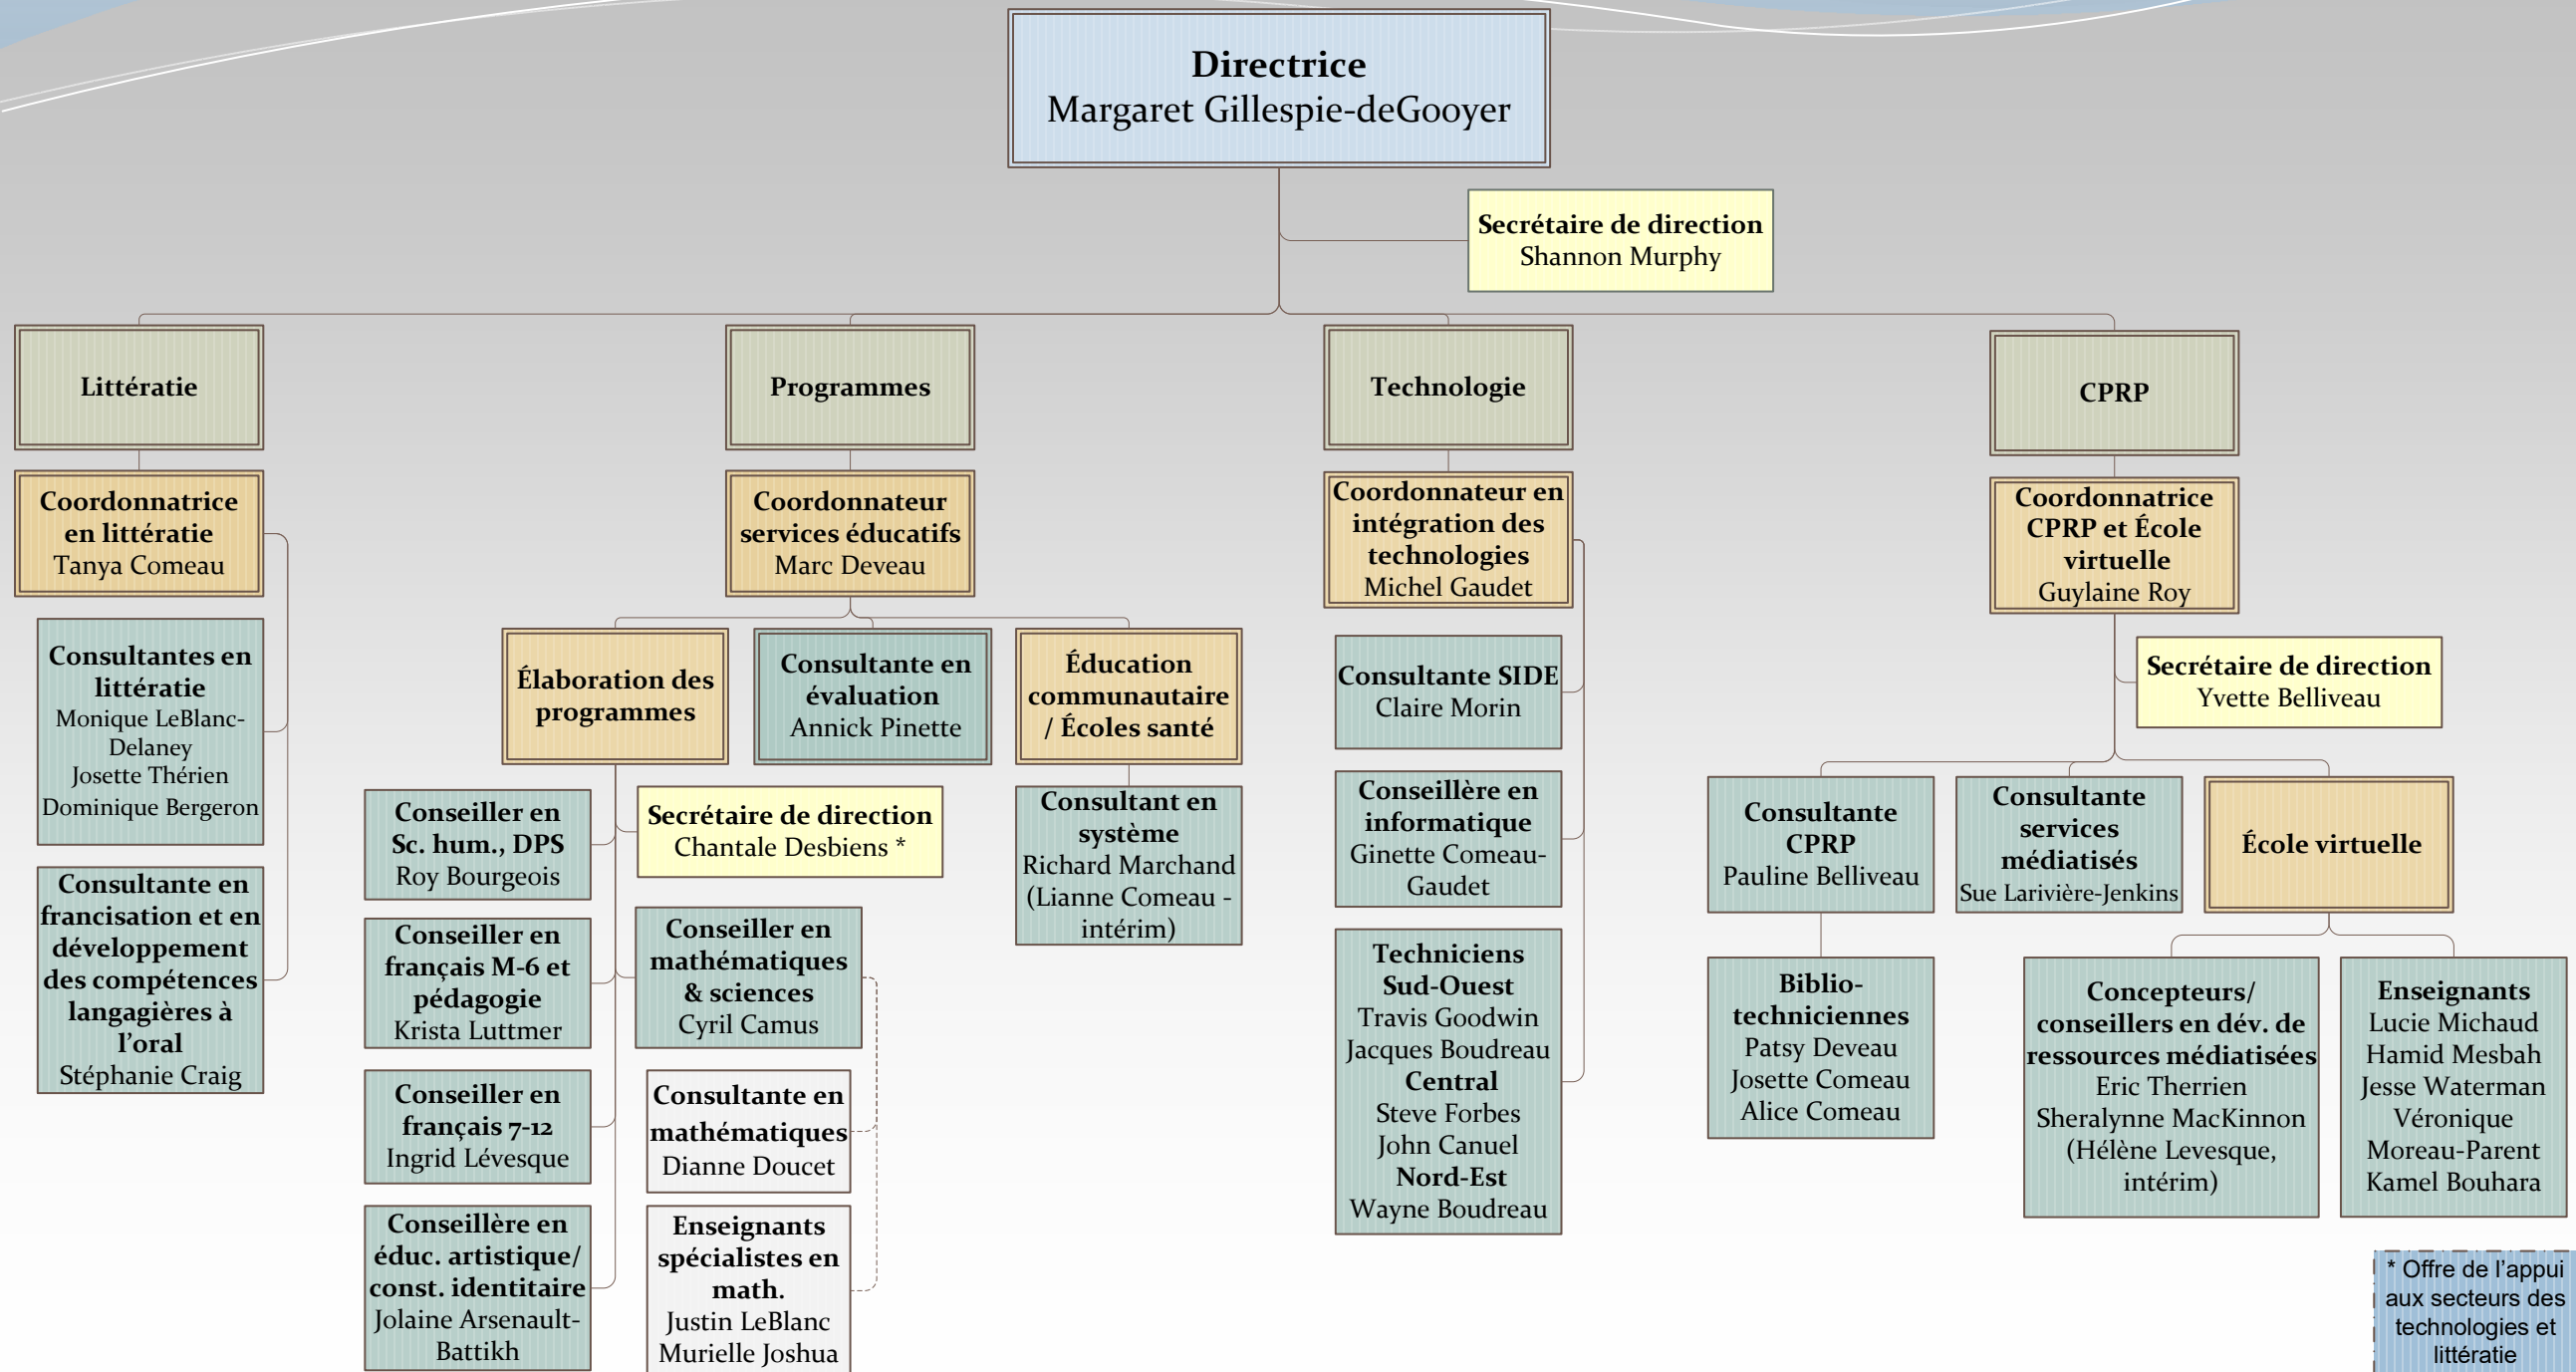 Directrice
Margaret Gillespie-deGooyer
Secrétaire de direction
Shannon Murphy
Littératie
Programmes
Technologie
CPRP
Coordonnatrice
en littératie
Tanya Comeau
Consultantes en
littératie
Monique LeBlanc-
Delaney
Josette Thérien
Dominique Bergeron
Consultante en
francisation et en
développement
des compétences
langagières à
l’oral
Stéphanie Craig
Coordonnateur
services éducatifs
Marc Deveau
Élaboration des
programmes
Consultante en
évaluation
Annick Pinette
Éducation
communautaire
/ Écoles santé
Conseiller en
Sc. hum., DPS
Roy Bourgeois
Secrétaire de direction
Chantale Desbiens *
Consultant en
système
Richard Marchand
(Lianne Comeau -
intérim)
Conseiller en
français M-6 et
pédagogie
Krista Luttmer
Conseiller en
mathématiques
& sciences
Cyril Camus
Conseiller en
français 7-12
Ingrid Lévesque
Consultante en
mathématiques
Dianne Doucet
Conseillère en
éduc. artistique/
const. identitaire
Jolaine Arsenault-
Battikh
Enseignants
spécialistes en
math.
Justin LeBlanc
Murielle Joshua
Coordonnateur en
intégration des
technologies
Michel Gaudet
Consultante SIDE
Claire Morin
Conseillère en
informatique
Ginette Comeau-
Gaudet
Techniciens
Sud-Ouest
Travis Goodwin
Jacques Boudreau
Central
Steve Forbes
John Canuel
Nord-Est
Wayne Boudreau
Coordonnatrice
CPRP et École
virtuelle
Guylaine Roy
Secrétaire de direction
Yvette Belliveau
Consultante
CPRP
Pauline Belliveau
Consultante
services
médiatisés
Sue Larivière-Jenkins
École virtuelle
Biblio-
techniciennes
Patsy Deveau
Josette Comeau
Alice Comeau
Concepteurs/
conseillers en dév. de
ressources médiatisées
Eric Therrien
Sheralynne MacKinnon
(Hélène Levesque,
intérim)
Enseignants
Lucie Michaud
Hamid Mesbah
Jesse Waterman
Véronique
Moreau-Parent
Kamel Bouhara
* Offre de l’appui
aux secteurs des
technologies et
littératie